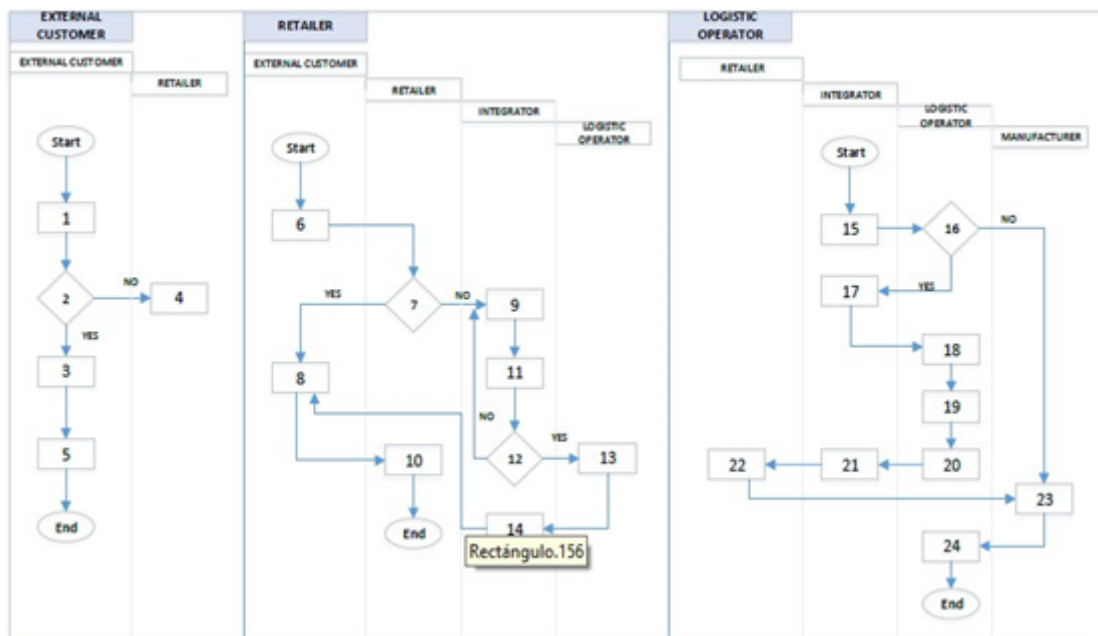 EXTERNAL
CUSTOMER
EXTERNAL CUSTOMER
RETAILER
Start
1
2
NO
4
YES
3
5
End
RETAILER
EXTERNAL CUSTOMER
RETAILER
INTEGRATOR
LOGISTIC
OPERATOR
Start
6
YES
7
NO
9
8
11
NO
12
YES
13
10
End
14
Rectángulo.156
LOGISTIC
OPERATOR
RETAILER
INTEGRATOR
LOGISTIC
OPERATOR
MANUFACTURER
Start
15
16
NO
17
YES
18
19
22
21
20
23
24
End